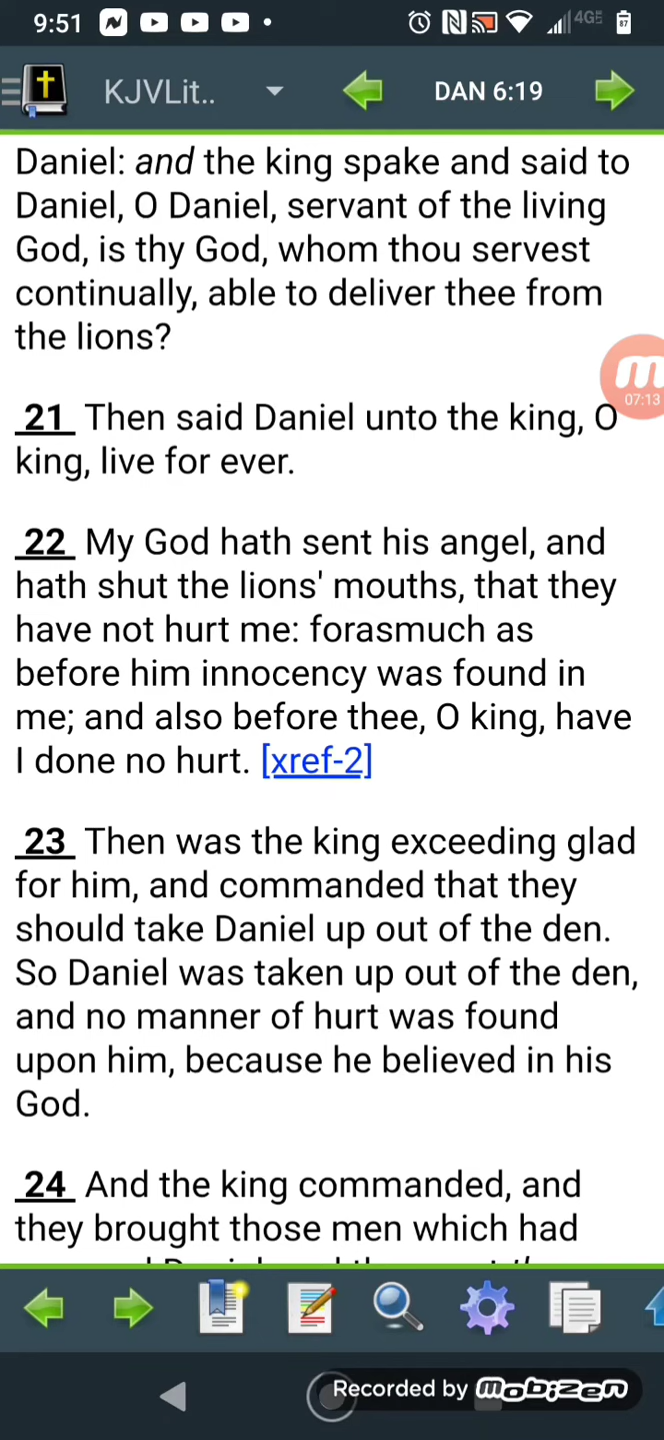 9:51
4GE
87
KJVLit..
DAN 6:19
Daniel: and the king spake and said to
Daniel, O Daniel, servant of the living
God, is thy God, whom thou servest
continually, able to deliver thee from
the lions?
07:13
21 Then said Daniel unto the king, O
king, live for ever.
22 My God hath sent his angel, and
hath shut the lions' mouths, that they
have not hurt me: forasmuch as
before him innocency was found in
me; and also before thee, O king, have
I done no hurt. [xref-2]
23 Then was the king exceeding glad
for him, and commanded that they
should take Daniel up out of the den.
So Daniel was taken up out of the den,
and no manner of hurt was found
upon him, because he believed in his
God.
24 And the king commanded, and
they brought those men which had
Recorded by mobizen